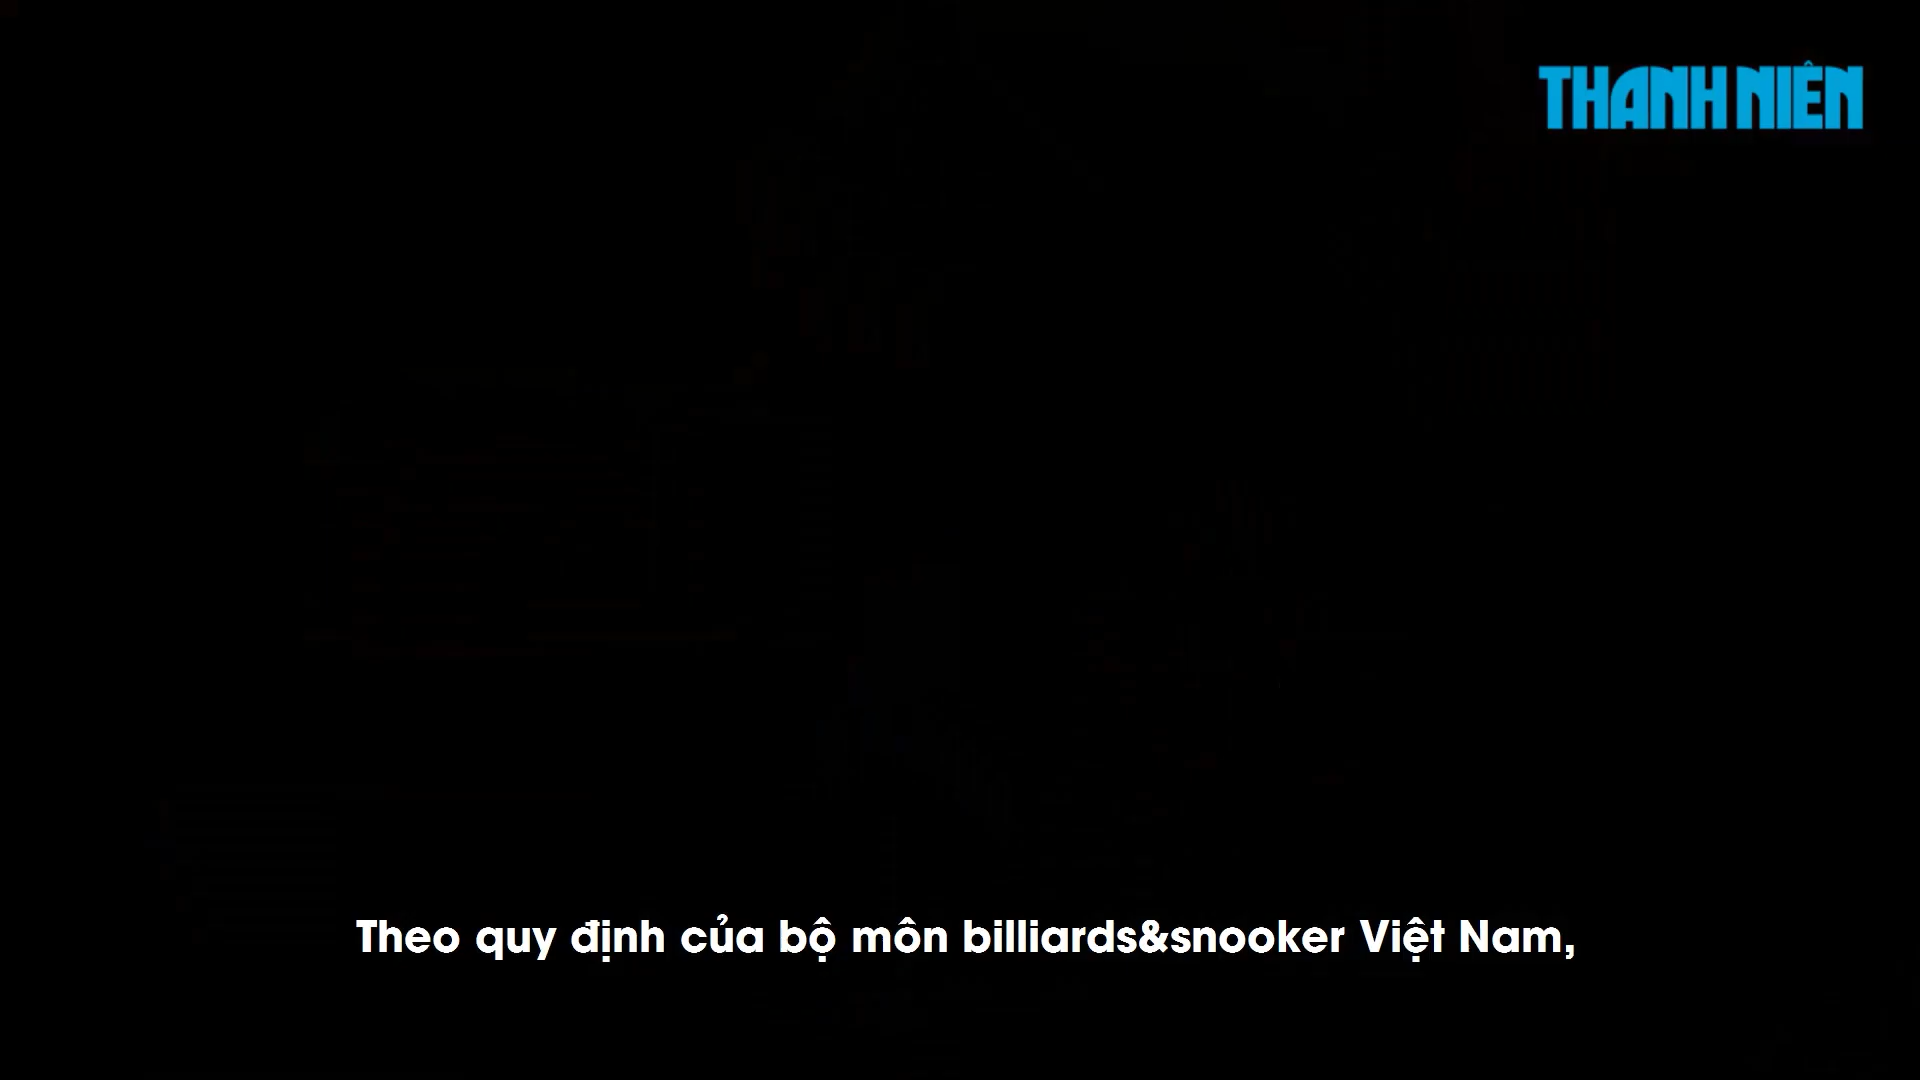 THANH NIÊN
Theo quy định của bộ môn billiards&snooker Việt Nam,